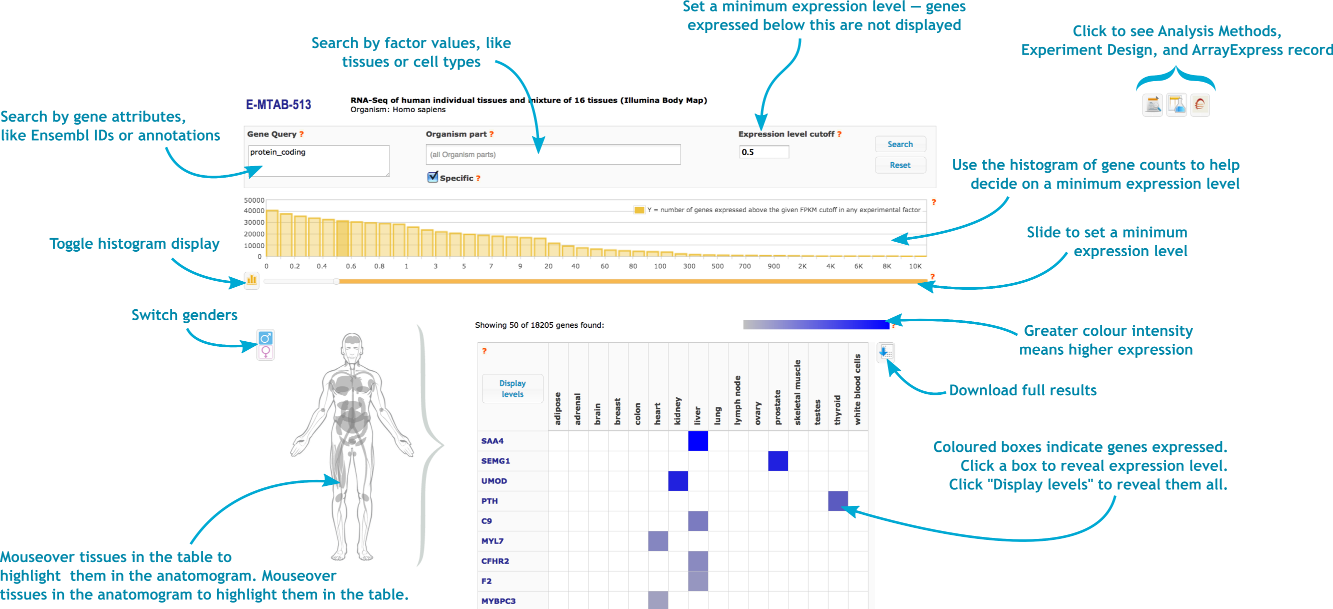 Set a minimum expression level — genes
expressed below this are not displayed
Click to see Analysis Methods,
Experiment Design, and ArrayExpress record
Search by factor values, like
tissues or cell types
E-MTAB-513
RNA-Seq of human individual tissues and mixture of 16 tissues (Illumina Body Map)
Organism: Homo sapiens
Search by gene attributes,
like Ensembl IDs or annotations
Gene Query ?
Organism part ?
Expression level cutoff ?
protein_coding
(all Organism parts)
0.5
Search
Reset
Specific ?
Use the histogram of gene counts to help
decide on a minimum expression level
?
50000
40000
30000
20000
10000
0
Y = number of genes expressed above the given FPKM cutoff in any experimental factor
0 0.2 0.4 0.6 0.8 1 3 5 7 9 20 40 60 80 100 300 500 700 900 2K 4K 6K 8K 10K
Toggle histogram display
Slide to set a minimum
expression level
?
Switch genders
Showing 50 of 18205 genes found:
Greater colour intensity
means higher expression
?
Display
levels
adipose
adrenal
brain
breast
colon
heart
kidney
liver
lung
lymph node
ovary
prostate
skeletal muscle
testes
thyroid
white blood cells
Download full results
SAA4
SEMG1
UMOD
PTH
C9
MYL7
CFHR2
F2
MYBPC3
Coloured boxes indicate genes expressed.
Click a box to reveal expression level.
Click "Display levels" to reveal them all.
Mouseover tissues in the table to
highlight them in the anatomogram. Mouseover
tissues in the anatomogram to highlight them in the table.